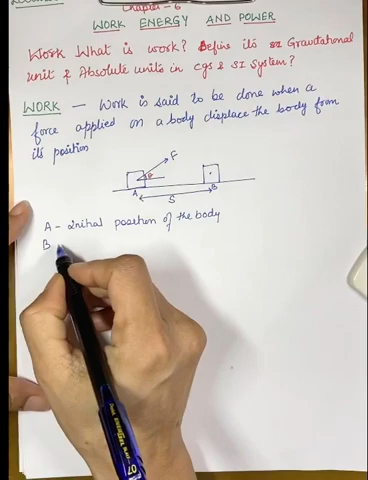 Chapter - 6
WORK ENERGY AND POWER
Work What is work? Define its SI Gravitational
unit & Absolute units in cgs & SI System?
WORK — Work is said to be done when a
force applied on a body displace the body from
its position
F
θ
A B
S
A - initial position of the body
B